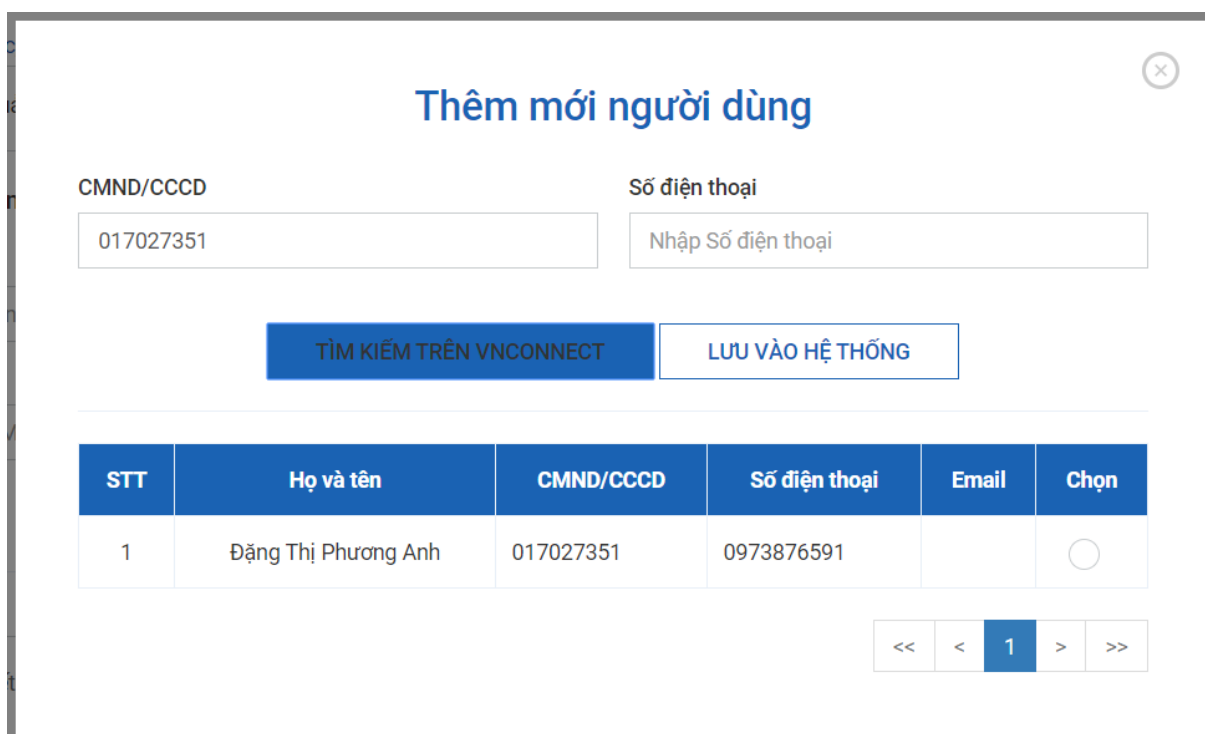 Thêm mới người dùng
CMND/CCCD Số điện thoại
017027351 Nhập Số điện thoại
TÌM KIẾM TRÊN VNCONNECT LƯU VÀO HỆ THỐNG
STT Họ và tên CMND/CCCD Số điện thoại Email Chọn
1 Đặng Thị Phương Anh 017027351 0973876591
<< < 1 > >>